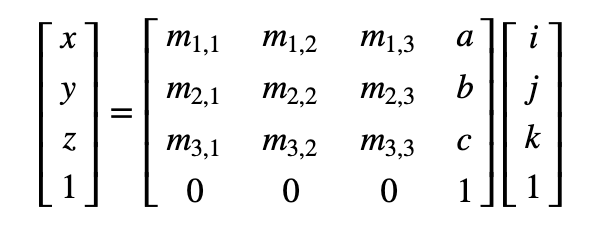 x m1,1 m1,2 m1,3 a i
y = m2,1 m2,2 m2,3 b j
z m3,1 m3,2 m3,3 c k
1 0 0 0 1 1